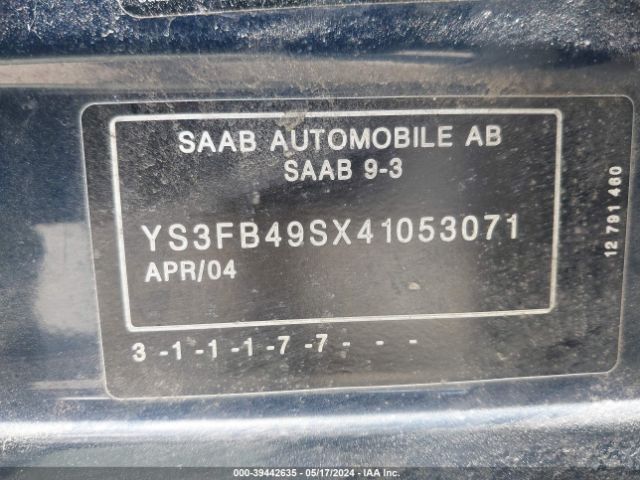 SAAB AUTOMOBILE AB
SAAB 9-3
YS3FB49SX41053071
APR/04
3 -1-1-1-7-7- - -
12 791 460
000-39442635 - 05/17/2024 - IAA Inc.